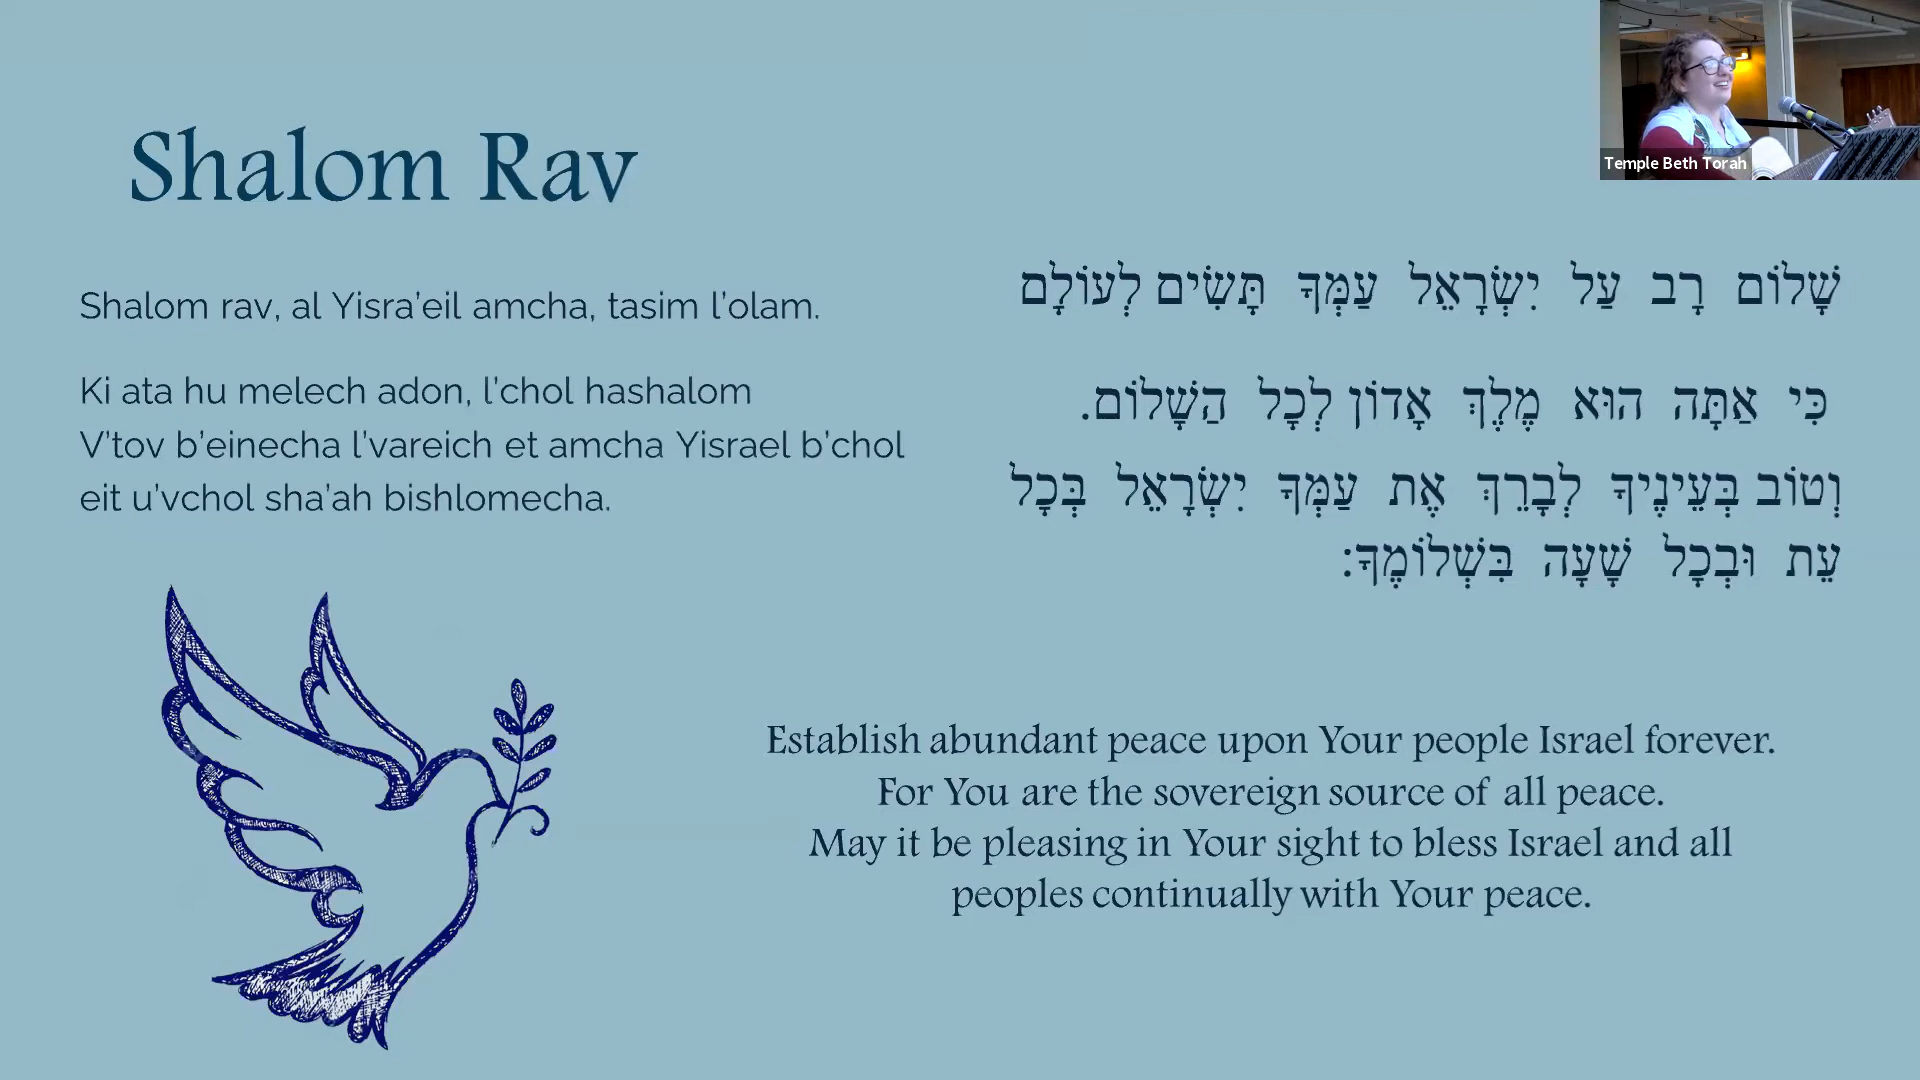 Shalom Rav
Temple Beth Torah
Shalom rav, al Yisra'eil amcha, tasim l'olam.
Ki ata hu melech adon, l'chol hashalom
V'tov b'einecha l'vareich et amcha Yisrael b'chol
eit u'vchol sha'ah bishlomecha.
שָׁלוֹם רָב עַל יִשְׂרָאֵל עַמְּךָ תָּשִׂים לְעוֹלָם
כִּי אַתָּה הוּא מֶלֶךְ אָדוֹן לְכָל הַשָּׁלוֹם.
וְטוֹב בְּעֵינֶיךָ לְבָרֵךְ אֶת עַמְּךָ יִשְׂרָאֵל בְּכָל
עֵת וּבְכָל שָׁעָה בִּשְׁלוֹמֶךָ:
Establish abundant peace upon Your people Israel forever.
For You are the sovereign source of all peace.
May it be pleasing in Your sight to bless Israel and all
peoples continually with Your peace.